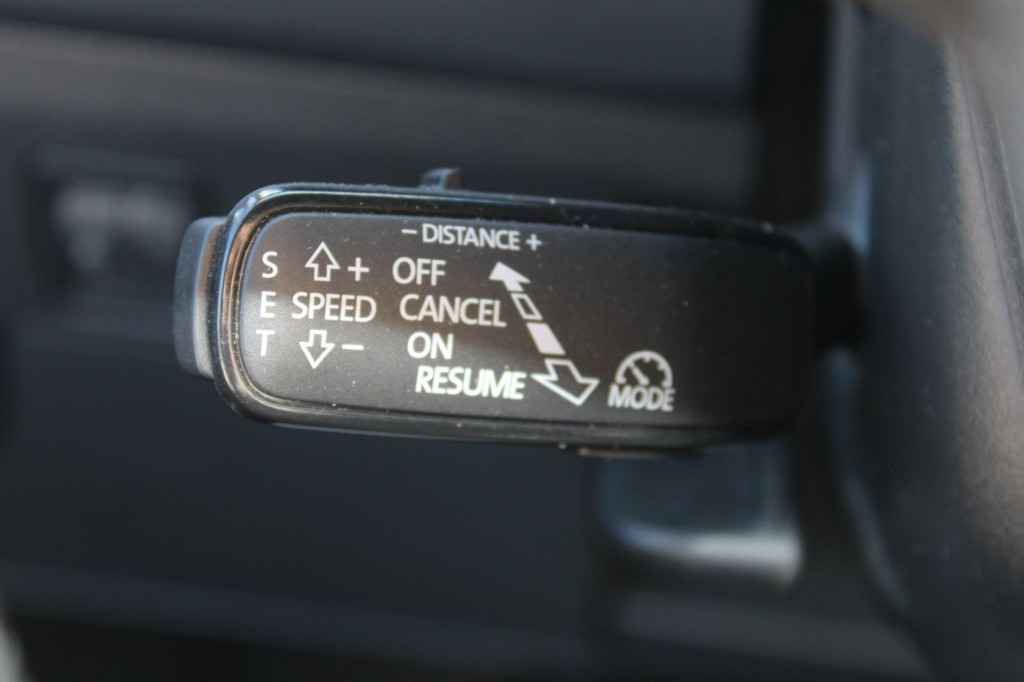 − DISTANCE +
S + OFF
E SPEED CANCEL
T − ON
RESUME
MODE